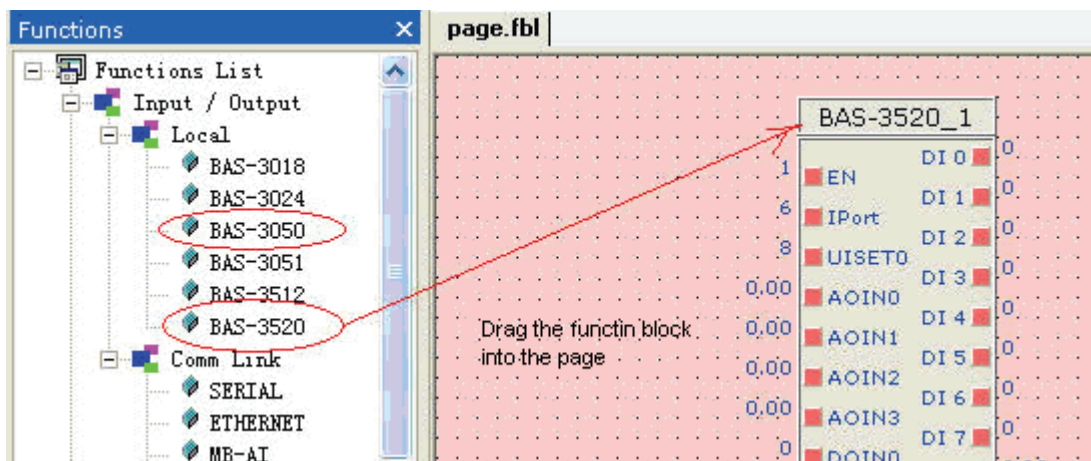 Functions
page.fbl
Functions List
Input / Output
Local
BAS-3018
BAS-3024
BAS-3050
BAS-3051
BAS-3512
BAS-3520
Comm Link
SERIAL
ETHERNET
MB-AI
Drag the functin block
into the page
BAS-3520_1
DI 0 0
1 EN
DI 1 0
6 IPort
DI 2 0
8 UISET0
DI 3 0
0.00 AOIN0
DI 4 0
0.00 AOIN1
DI 5 0
0.00 AOIN2
DI 6 0
0.00 AOIN3
DI 7 0
0 DOIN0